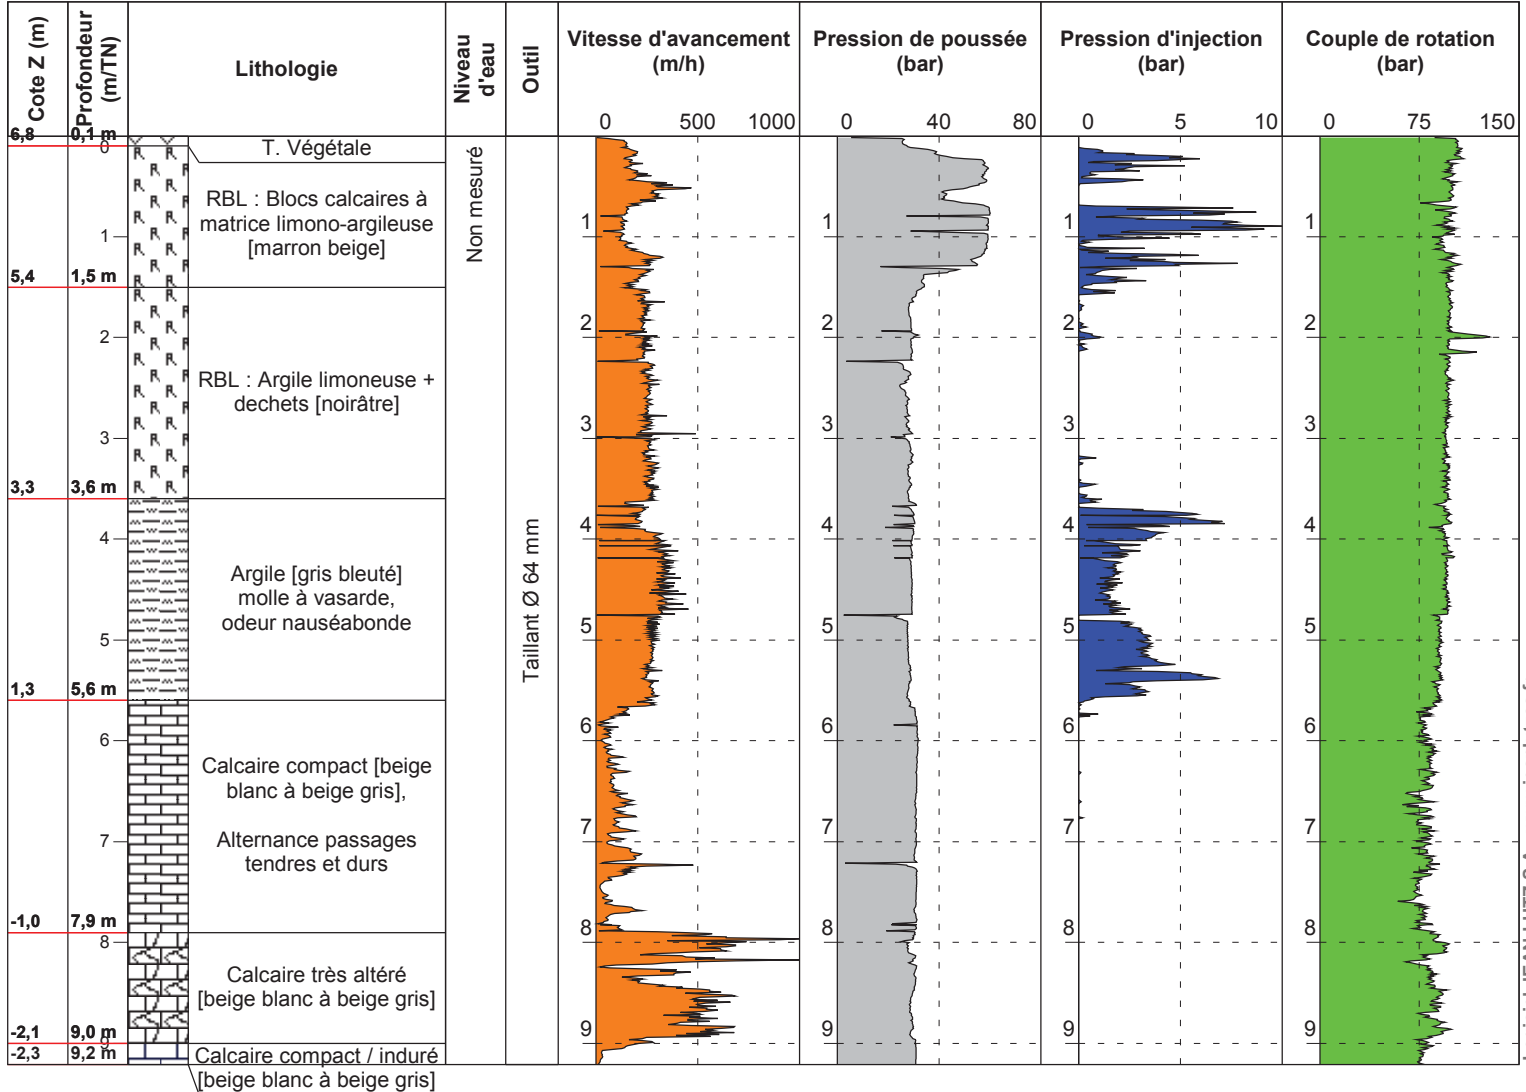 Cote Z (m)
Profondeur
(m/TN)
Lithologie
Niveau
d'eau
Outil
Vitesse d'avancement
(m/h)
0 500 1000
Pression de poussée
(bar)
0 40 80
Pression d'injection
(bar)
0 5 10
Couple de rotation
(bar)
0 75 150
6,8 0,1 m
0
T. Végétale
RBL : Blocs calcaires à
matrice limono-argileuse
[marron beige]
1
5,4 1,5 m
2
RBL : Argile limoneuse +
dechets [noirâtre]
3
3,3 3,6 m
4
Argile [gris bleuté]
molle à vasarde,
odeur nauséabonde
5
1,3 5,6 m
6
Calcaire compact [beige
blanc à beige gris],
Alternance passages
tendres et durs
7
-1,0 7,9 m
8
Calcaire très altéré
[beige blanc à beige gris]
-2,1 9,0 m
9
-2,3 9,2 m
Calcaire compact / induré
[beige blanc à beige gris]
Non mesuré
Taillant Ø 64 mm
1 1 1 1
2 2 2 2
3 3 3 3
4 4 4 4
5 5 5 5
6 6 6 6
7 7 7 7
8 8 8 8
9 9 9 9